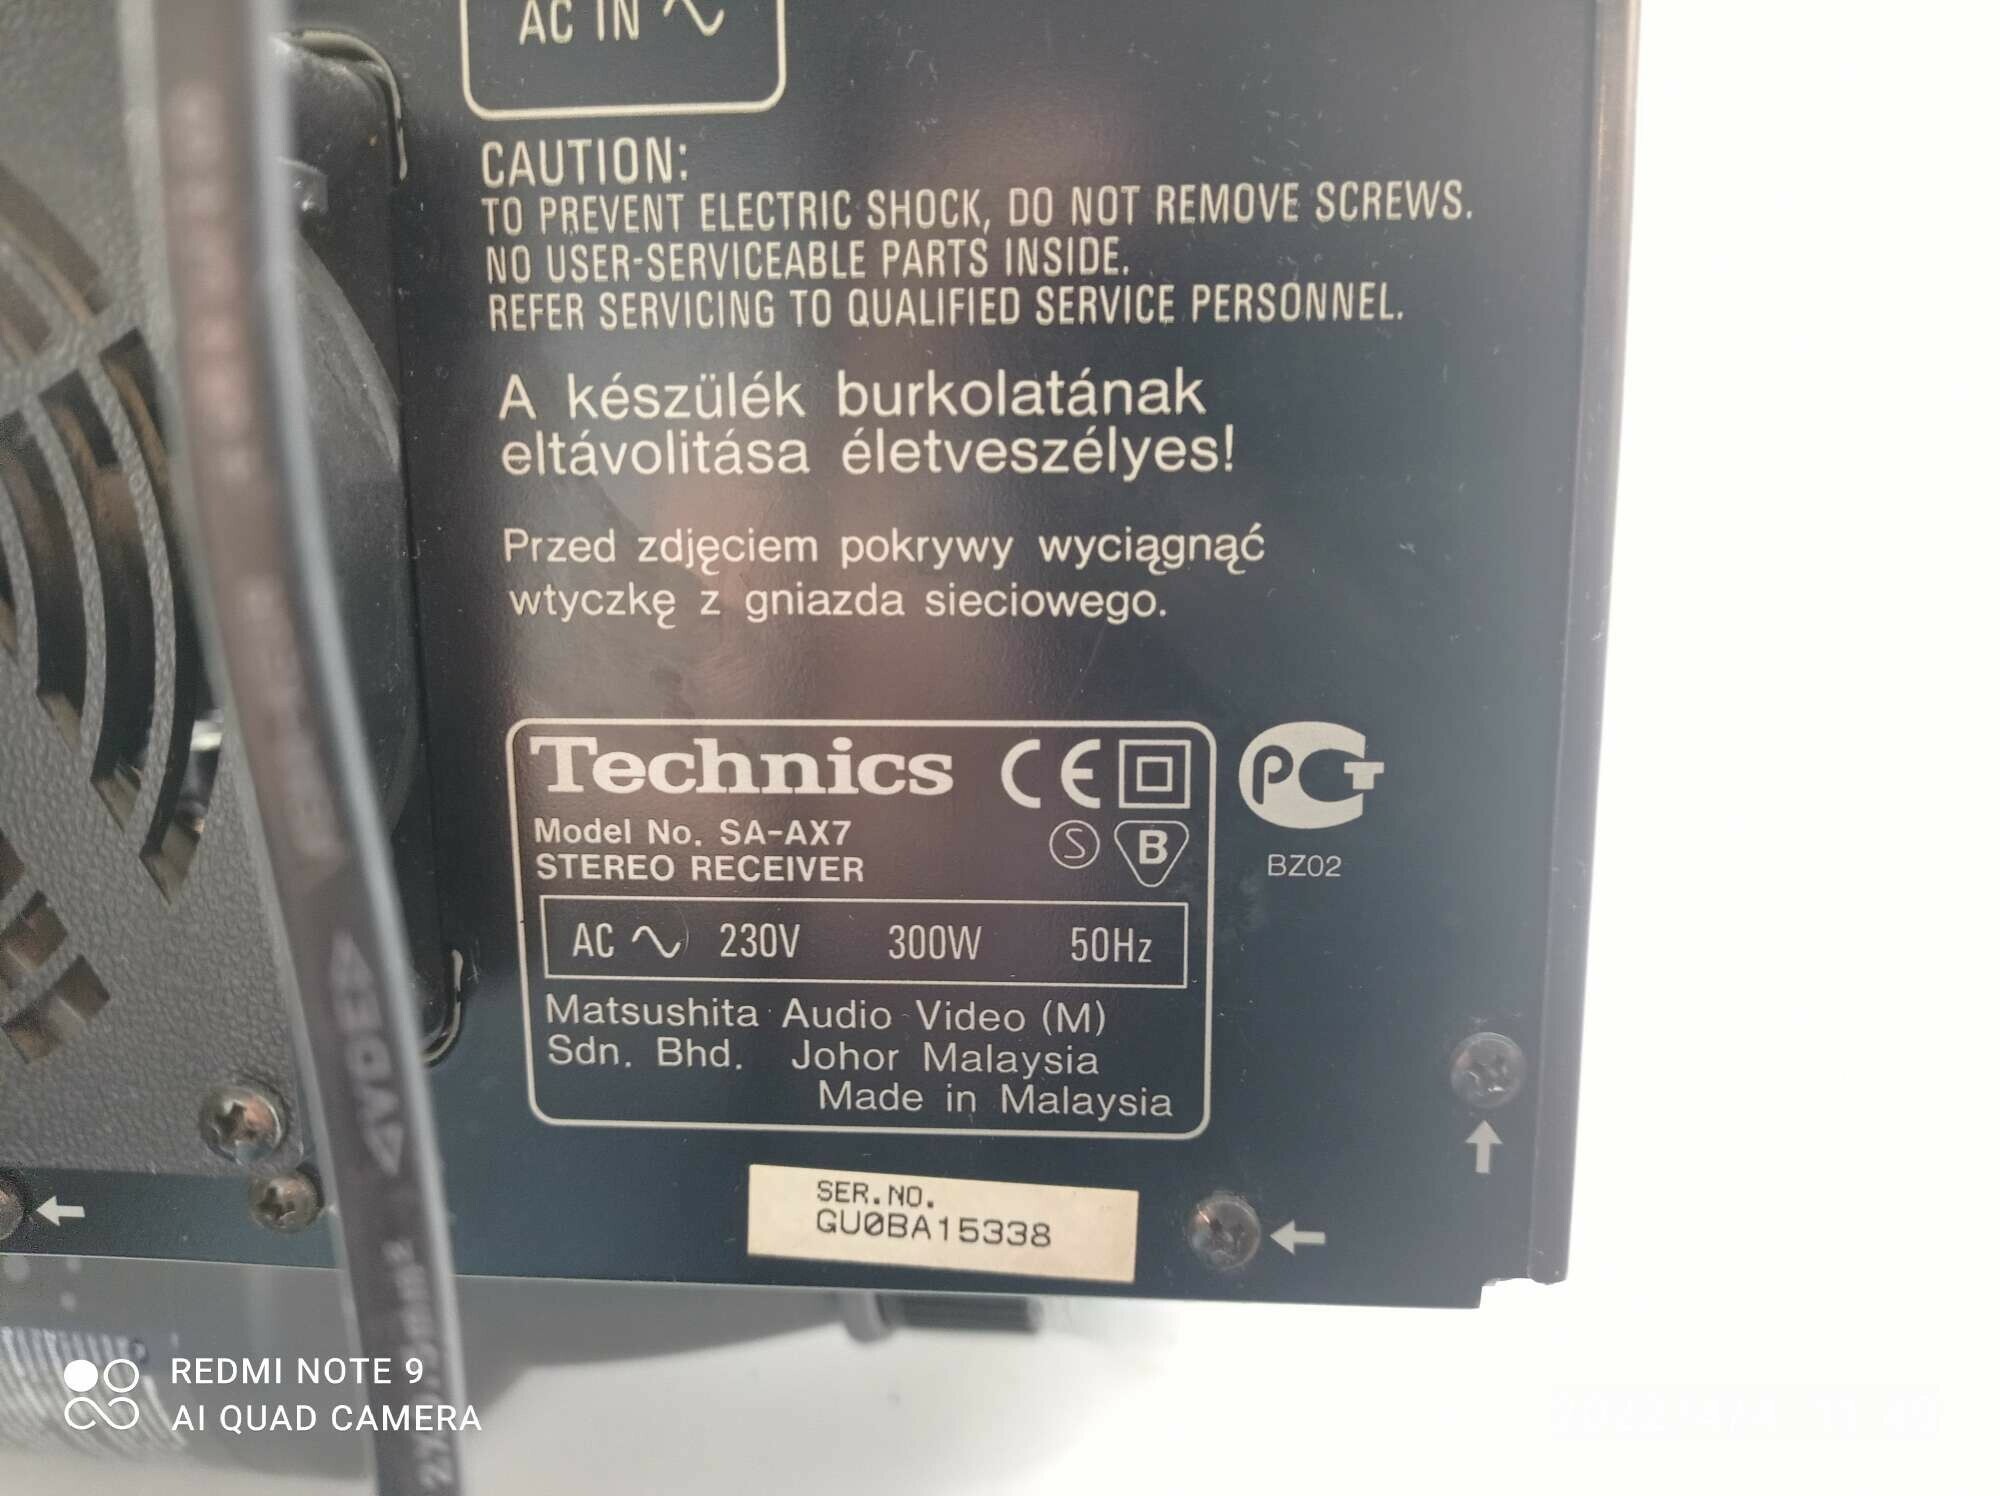 AC IN
CAUTION:
TO PREVENT ELECTRIC SHOCK, DO NOT REMOVE SCREWS.
NO USER-SERVICEABLE PARTS INSIDE.
REFER SERVICING TO QUALIFIED SERVICE PERSONNEL.
A készülék burkolatának
eltávolitása életveszélyes!
Przed zdjęciem pokrywy wyciągnąć
wtyczkę z gniazda sieciowego.
Technics CE
Model No. SA-AX7
STEREO RECEIVER
S B
PCT
BZ02
AC 230V 300W 50Hz
Matsushita Audio Video (M)
Sdn. Bhd. Johor Malaysia
Made in Malaysia
SER.NO.
GU0BA15338
VDE
REDMI NOTE 9
AI QUAD CAMERA